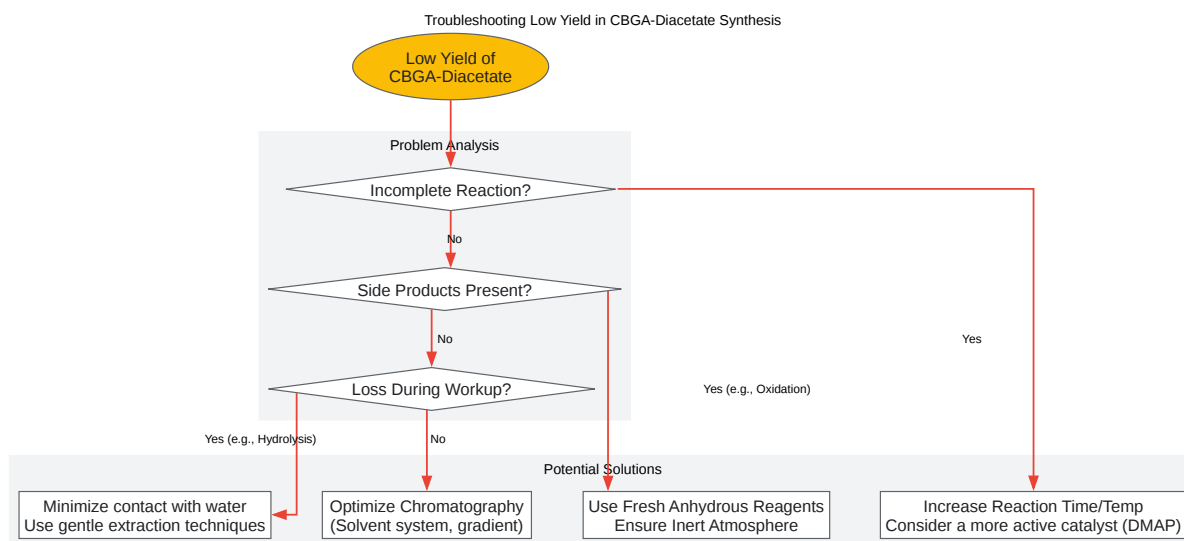 Troubleshooting Low Yield in CBGA-Diacetate Synthesis
Low Yield of
CBGA-Diacetate
Problem Analysis
Incomplete Reaction?
No
Side Products Present?
No
Yes
Loss During Workup?
Yes (e.g., Oxidation)
Yes (e.g., Hydrolysis)
No
Potential Solutions
Minimize contact with water
Use gentle extraction techniques
Optimize Chromatography
(Solvent system, gradient)
Use Fresh Anhydrous Reagents
Ensure Inert Atmosphere
Increase Reaction Time/Temp
Consider a more active catalyst (DMAP)